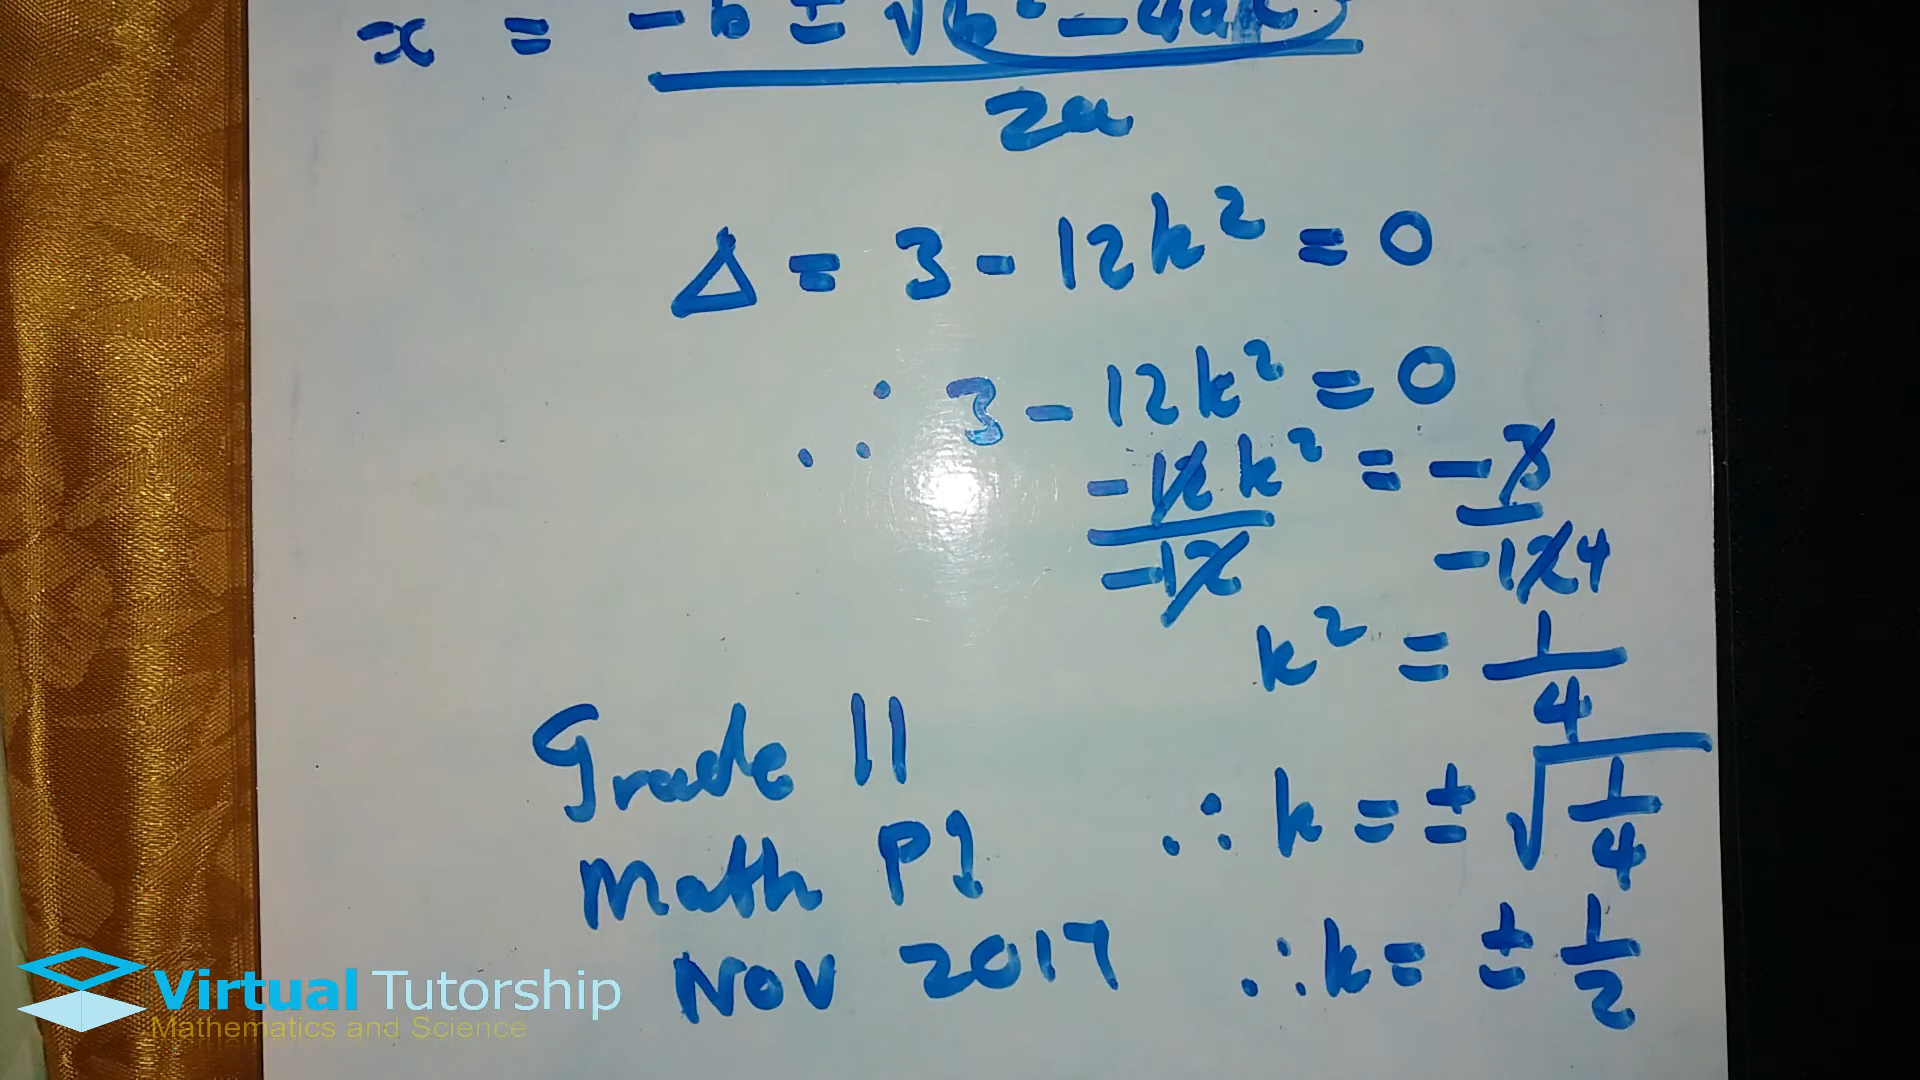 x = -b ± √b² - 4ac
2a
Δ = 3 - 12k² = 0
∴ 3 - 12k² = 0
-12k² = -3
-12 -12 4
k² = 1/4
Grade 11
∴ k = ± √1/4
Math P1
Nov 2017
∴ k = ± 1/2
Virtual Tutorship
Mathematics and Science